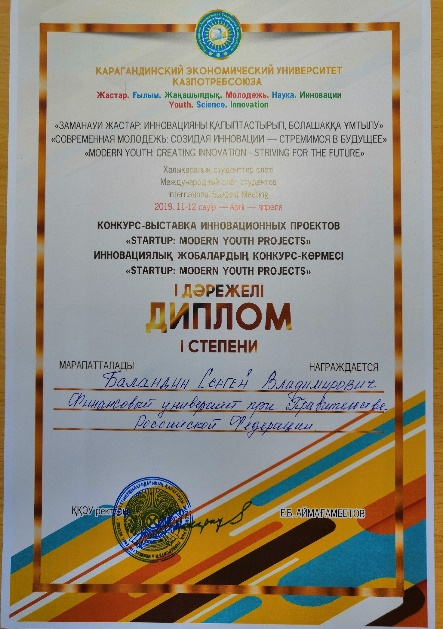 КАРАГАНДИНСКИЙ ЭКОНОМИЧЕСКИЙ УНИВЕРСИТЕТ
КАЗПОТРЕБСОЮЗА
Жастар. Ғылым. Жаңашылдық. Молодежь. Наука. Инновации
Youth. Science. Innovation
«ЗАМАНАУИ ЖАСТАР: ИННОВАЦИЯНЫ ҚАЛЫПТАСТЫРЫП, БОЛАШАҚҚА ҰМТЫЛУ»
«СОВРЕМЕННАЯ МОЛОДЕЖЬ: СОЗИДАЯ ИННОВАЦИИ — СТРЕМИМСЯ В БУДУЩЕЕ»
«MODERN YOUTH: CREATING INNOVATION - STRIVING FOR THE FUTURE»
Халықаралық студенттер слеті
Международный слет студентов
International Student Meeting
2019, 11-12 сәуір — April — апреля
КОНКУРС-ВЫСТАВКА ИННОВАЦИОННЫХ ПРОЕКТОВ
«STARTUP: MODERN YOUTH PROJECTS»
ИННОВАЦИЯЛЫҚ ЖОБАЛАРДЫҢ КОНКУРС-КӨРМЕСІ
«STARTUP: MODERN YOUTH PROJECTS»
І ДӘРЕЖЕЛІ
ДИПЛОМ
І СТЕПЕНИ
МАРАПАТТАЛАДЫ НАГРАЖДАЕТСЯ
Баландин Владимирович
Финансовый университет при Правительстве
Российской Федерации
ҚҚЭУ ректоры Е.Б. АЙМАҒАМБЕТОВ